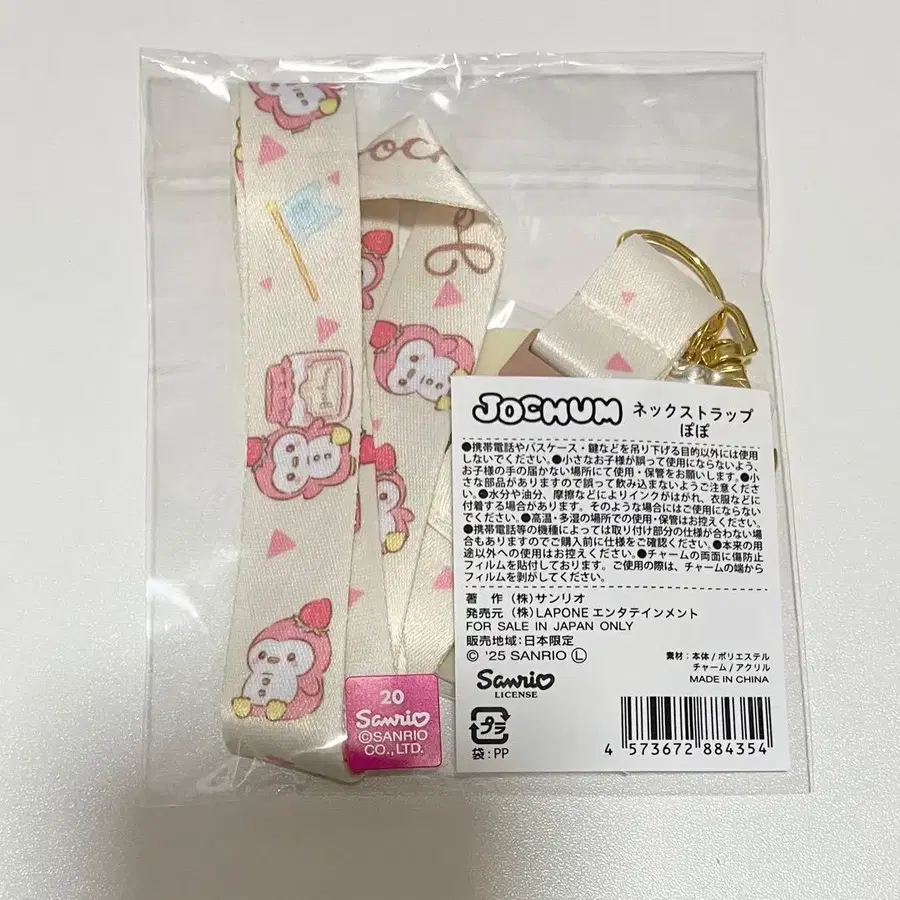 ocu
JOCHUM ネックストラップ
ぽぽ
●携帯電話やパスケース・鍵などを吊り下げる目的以外には使用
しないでください。●小さなお子様が誤って使用にならないよう、
お子様の手の届かない場所にて使用・保管をお願いします。●小
さな部品がありますので誤って飲み込まないようご注意くださ
い。●水分や油分、摩擦などによりインクがはがれ、衣服などに
付着する場合があります。そのような場合にはご使用にならない
でください。●高温・多湿の場所での使用・保管はお控えください。
●携帯電話等の機種によっては取り付け部分の仕様が合わない場
合もありますのでご購入前に仕様をご確認ください。●本来の用
途以外への使用はお控えください。●チャームの両面に傷防止
フィルムを貼付しております。ご使用の際は、チャームの端から
フィルムを剥がしてください。
著 作 (株)サンリオ
発売元 (株)LAPONE エンタテインメント
FOR SALE IN JAPAN ONLY
販売地域:日本限定
© '25 SANRIO Ⓛ
素材:本体/ポリエステル
チャーム/アクリル
MADE IN CHINA
Sanrio
LICENSE
プラ
袋:PP
4 573672 884354
20
Sanrio
©SANRIO
CO., LTD.